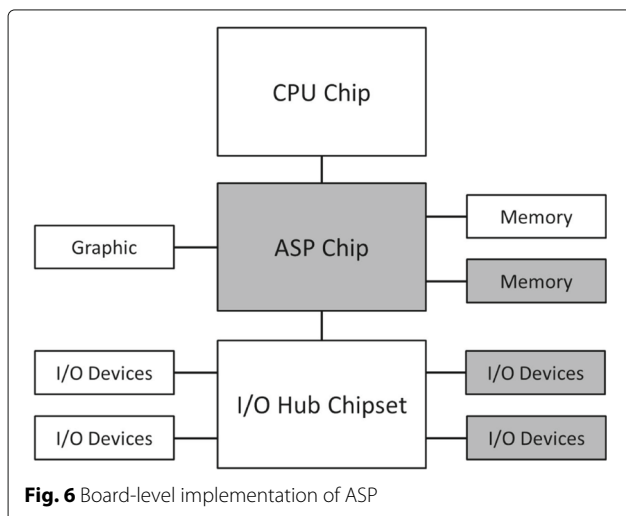 CPU Chip
ASP Chip
Graphic
Memory
Memory
I/O Hub Chipset
I/O Devices
I/O Devices
I/O Devices
I/O Devices
Fig. 6 Board-level implementation of ASP